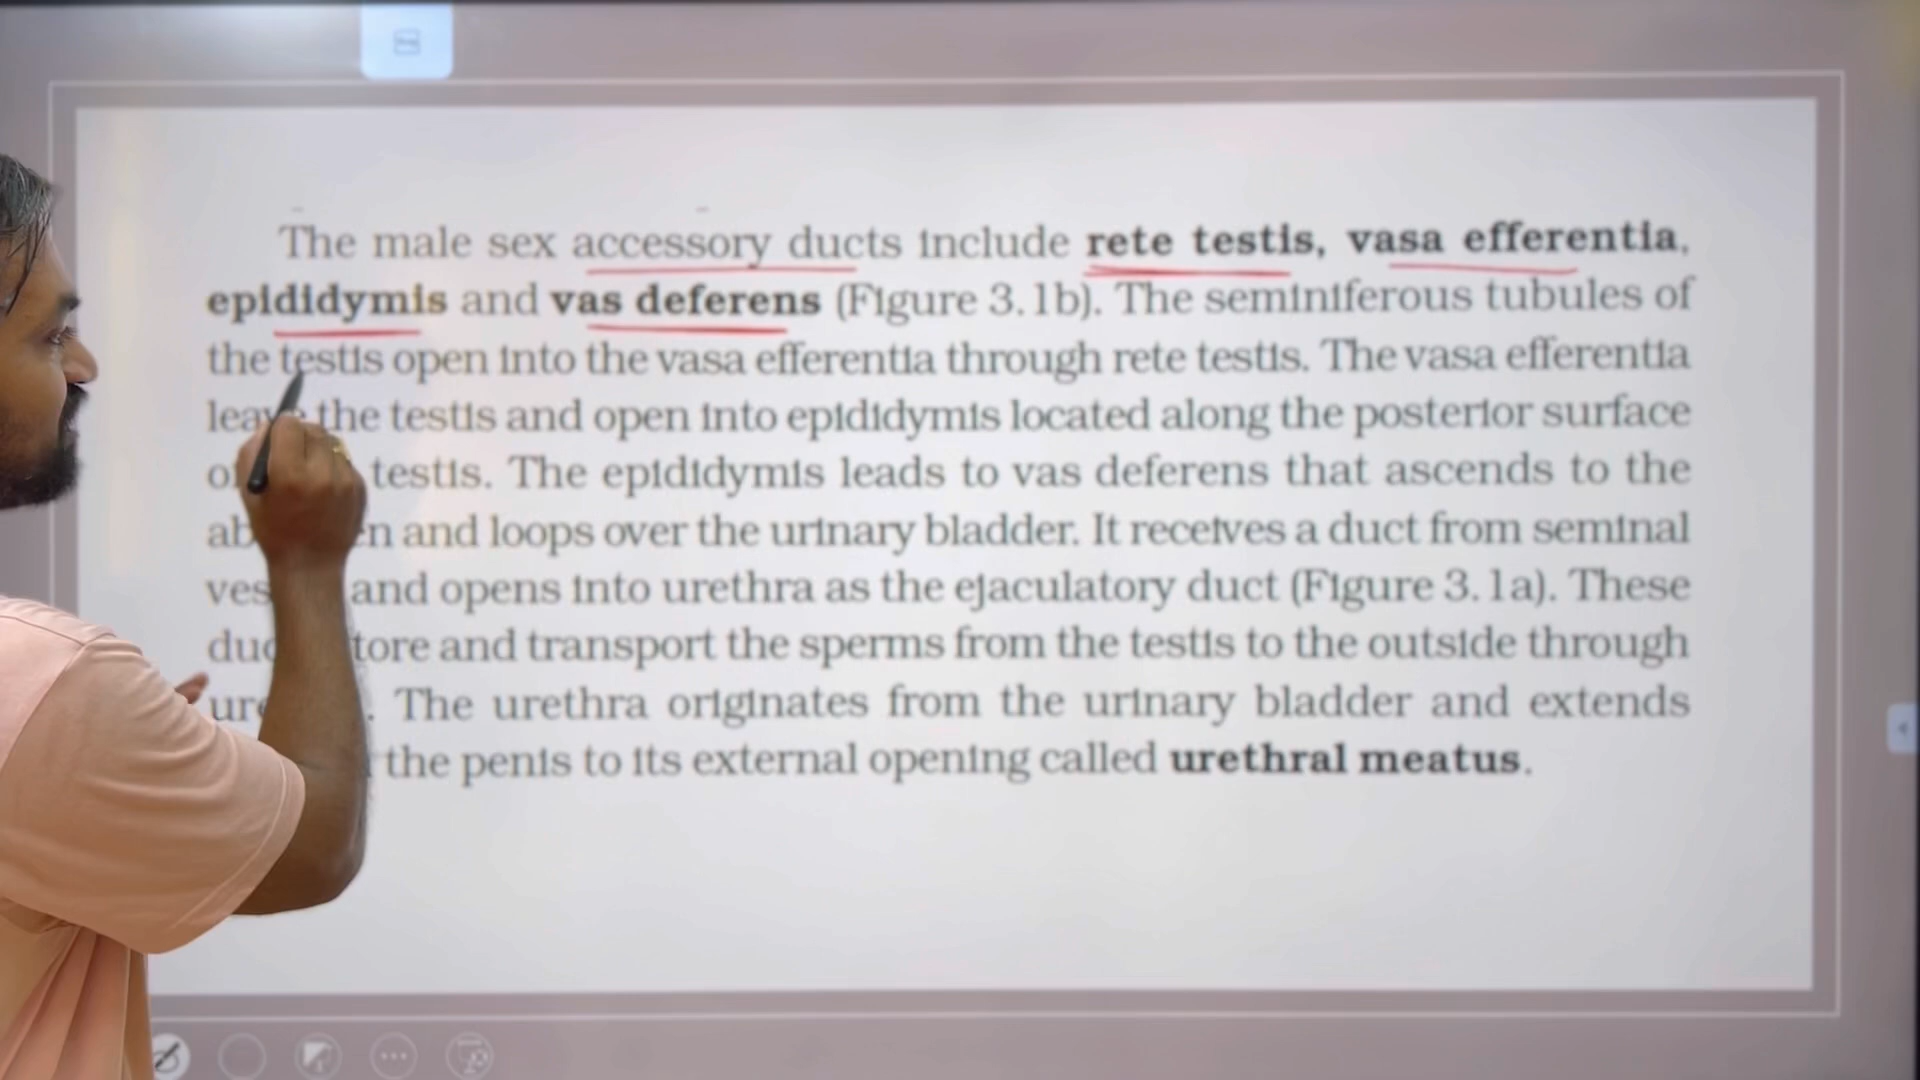 The male sex accessory ducts include rete testis, vasa efferentia,
epididymis and vas deferens (Figure 3.1b). The seminiferous tubules of
the testis open into the vasa efferentia through rete testis. The vasa efferentia
the testis and open into epididymis located along the posterior surface
testis. The epididymis leads to vas deferens that ascends to the
and loops over the urinary bladder. It receives a duct from seminal
and opens into urethra as the ejaculatory duct (Figure 3.1a). These
and transport the sperms from the testis to the outside through
. The urethra originates from the urinary bladder and extends
the penis to its external opening called urethral meatus.